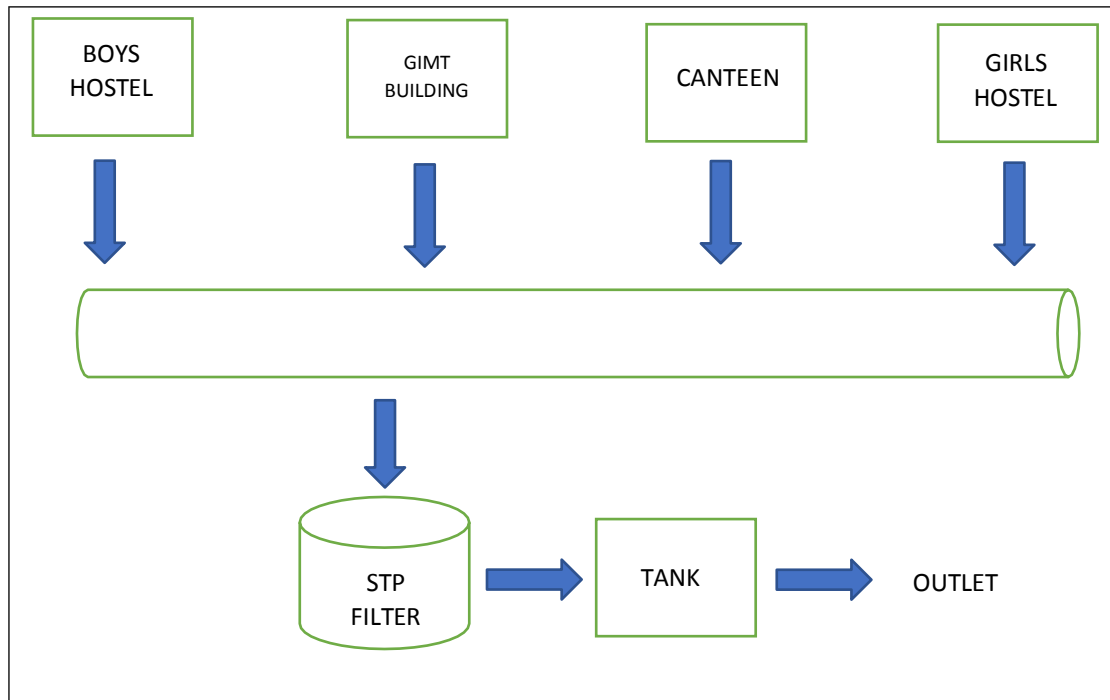 BOYS
HOSTEL
GIMT
BUILDING
CANTEEN
GIRLS
HOSTEL
STP
FILTER
TANK
OUTLET